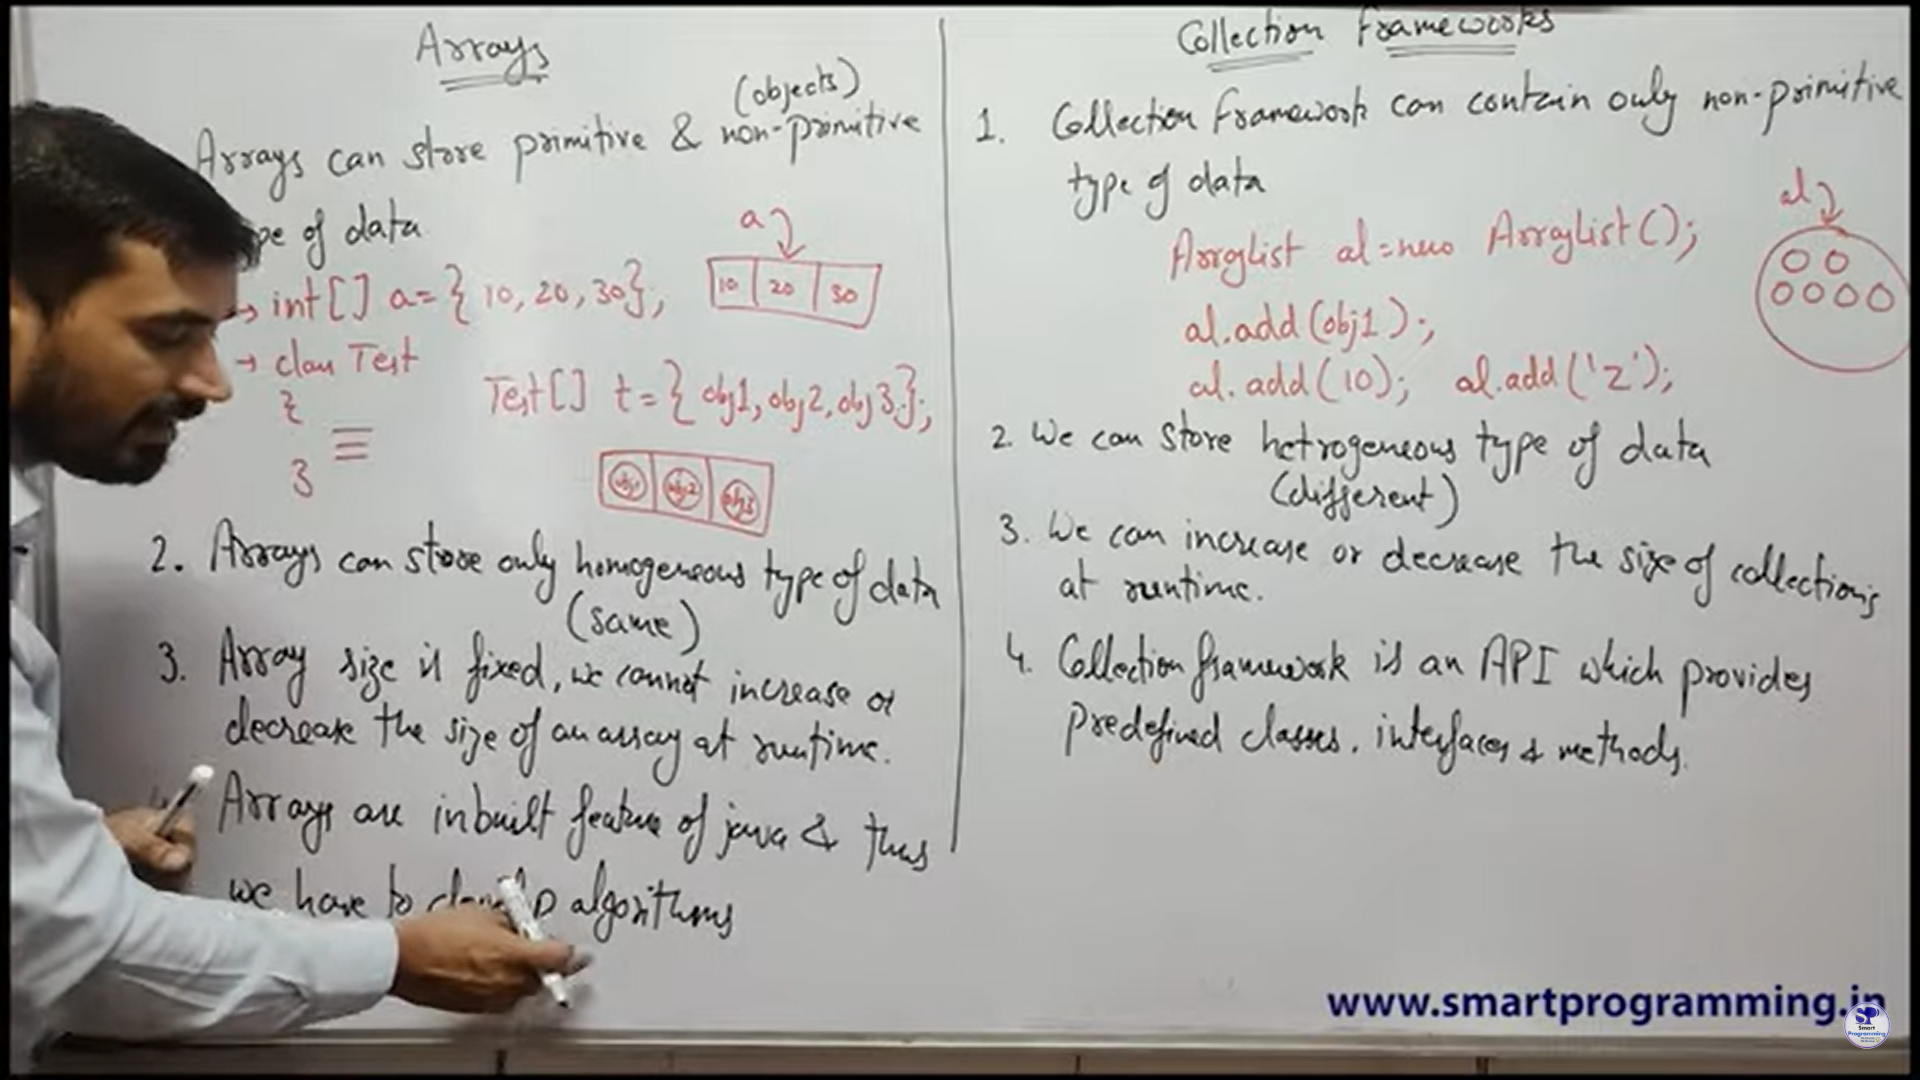 Arrays
(objects)
Arrays can store primitive & non-primitive
pe of data
a
→ int[] a={10,20,30};
10 20 30
→ class Test
{
}
Test[] t={obj1,obj2,obj3};
obj1 obj2 obj3
2. Arrays can store only homogeneous type of data
(same)
3. Array size is fixed, we cannot increase or
decrease the size of an array at runtime.
Arrays are inbuilt feature of java & thus
we have to algorithms
Collection Frameworks
1. Collection Framework can contain only non-primitive
type of data
al
ArrayList al=new ArrayList();
al.add(obj1);
al.add(10); al.add('z');
2. We can store hetrogeneous type of data
(different)
3. We can increase or decrease the size of collections
at runtime.
4. Collection framework is an API which provides
predefined classes, interfaces & methods.
www.smartprogramming.in
SP
Smart
Programming